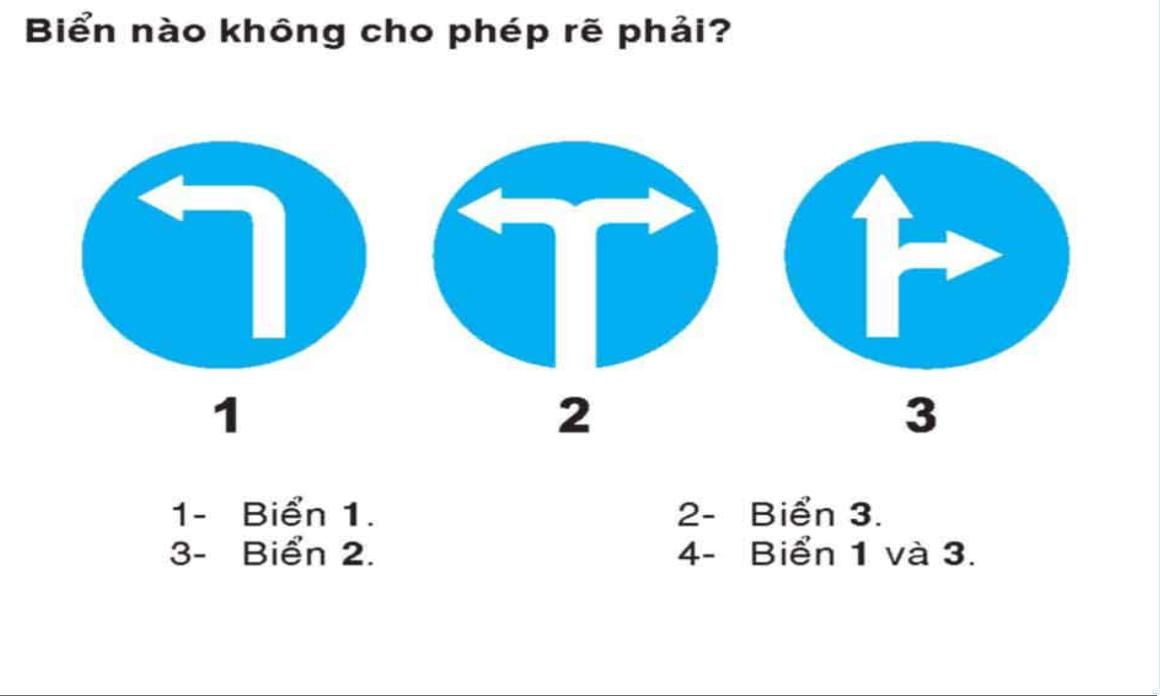 Biển nào không cho phép rẽ phải?
1 2 3
1- Biển 1. 2- Biển 3.
3- Biển 2. 4- Biển 1 và 3.